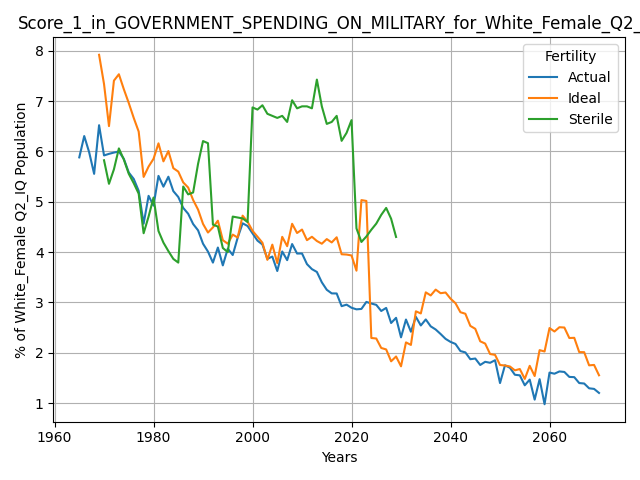 Score_1_in_GOVERNMENT_SPENDING_ON_MILITARY_for_White_Female_Q2_
Fertility
Actual
Ideal
Sterile
% of White_Female Q2_IQ Population
8
7
6
5
4
3
2
1
1960 1980 2000 2020 2040 2060
Years